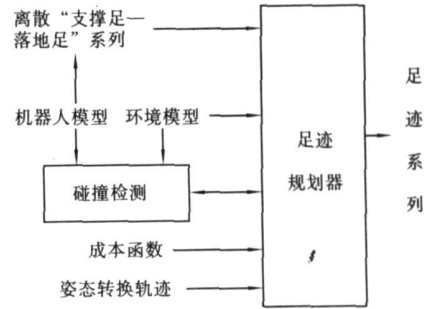 离散“支撑足—
落地足”系列
机器人模型 环境模型
碰撞检测
成本函数
姿态转换轨迹
足迹
规划器
足
迹
系
列